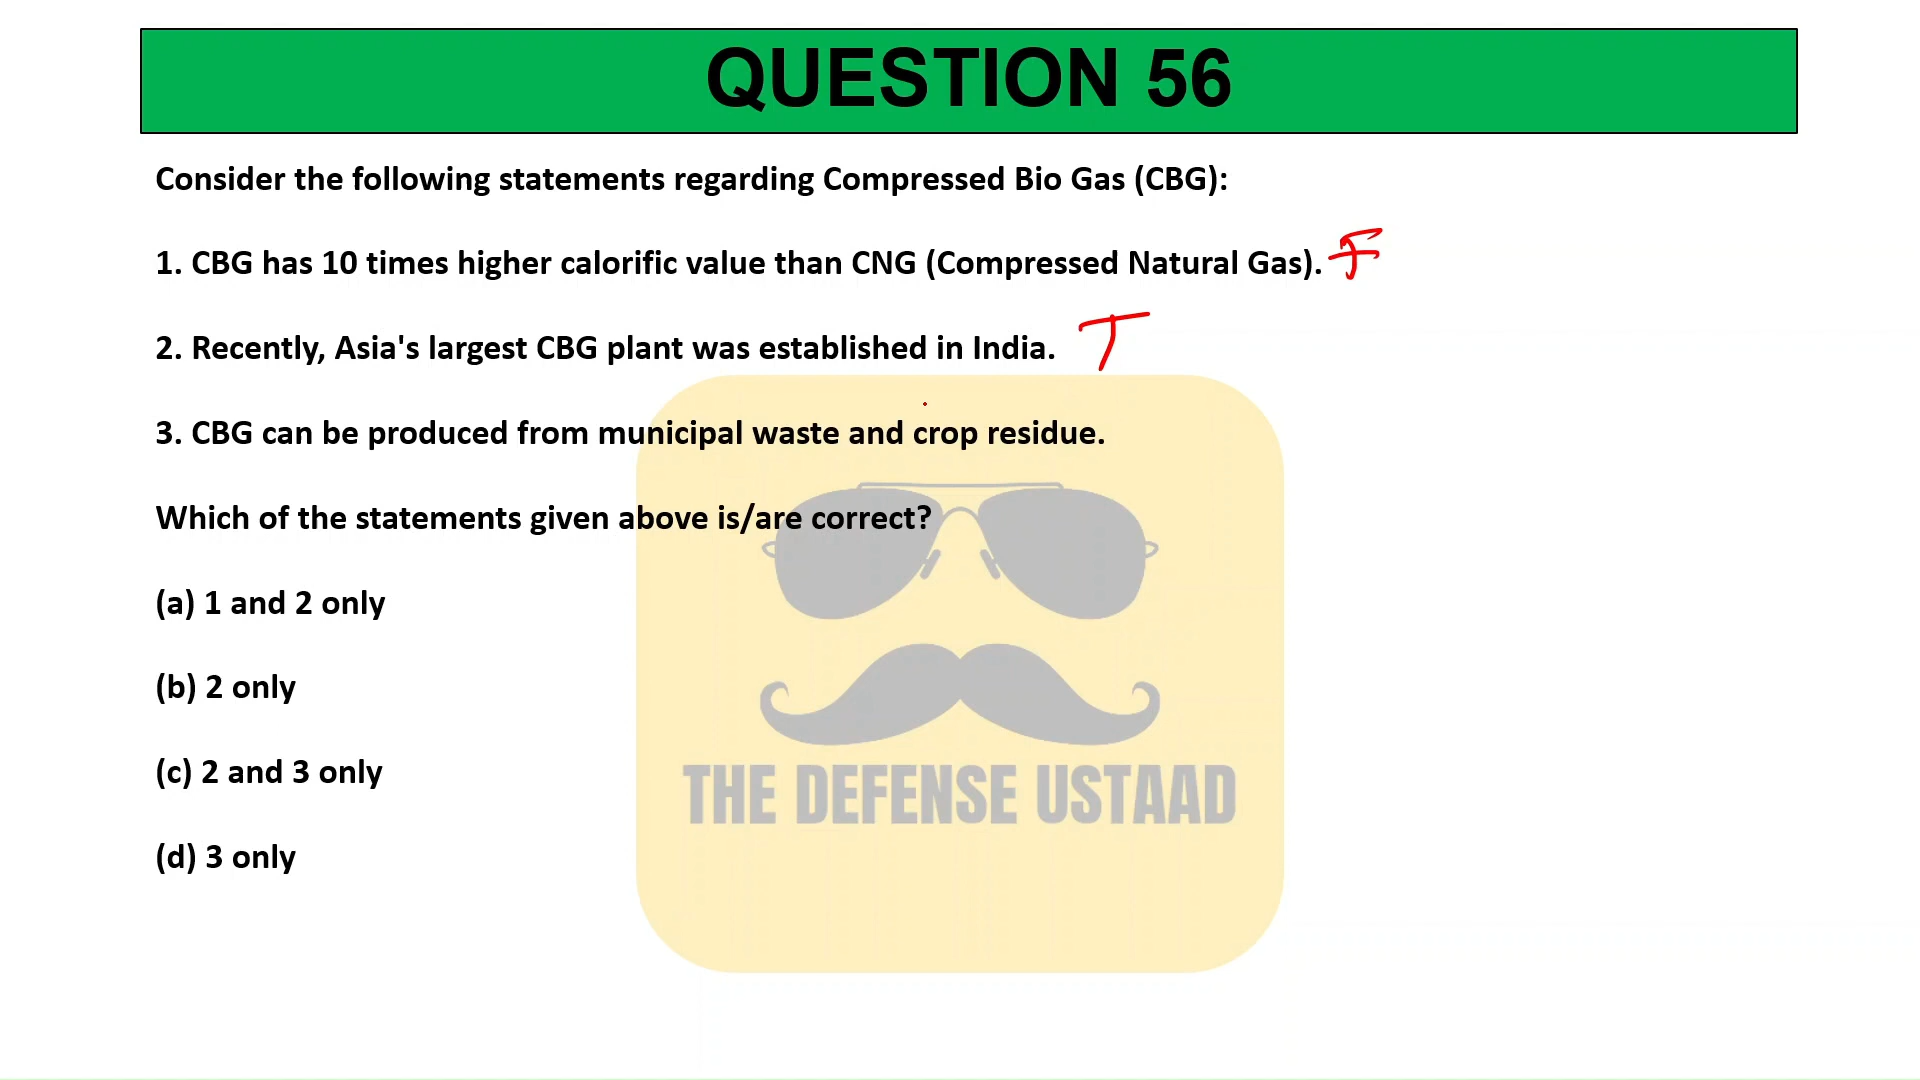 QUESTION 56
Consider the following statements regarding Compressed Bio Gas (CBG):
1. CBG has 10 times higher calorific value than CNG (Compressed Natural Gas). F
2. Recently, Asia's largest CBG plant was established in India. T
3. CBG can be produced from municipal waste and crop residue.
Which of the statements given above is/are correct?
(a) 1 and 2 only
(b) 2 only
(c) 2 and 3 only
THE DEFENSE USTAAD
(d) 3 only